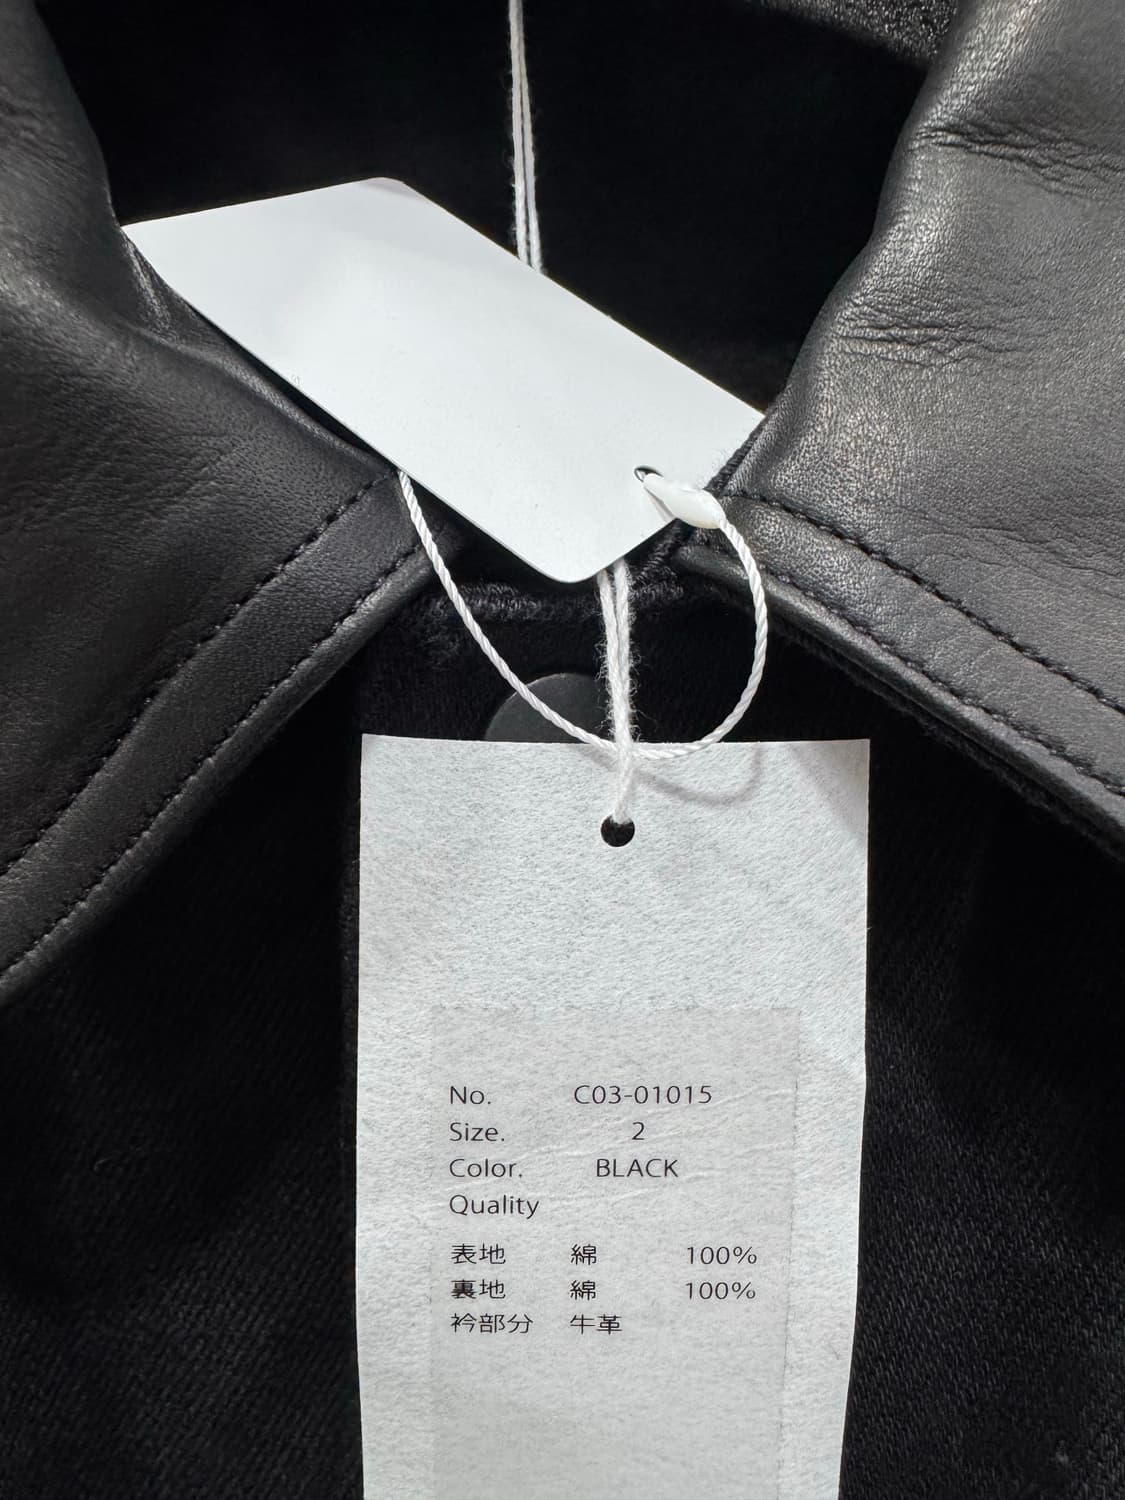 No. C03-01015
Size. 2
Color. BLACK
Quality
表地 綿 100%
裏地 綿 100%
衿部分 牛革